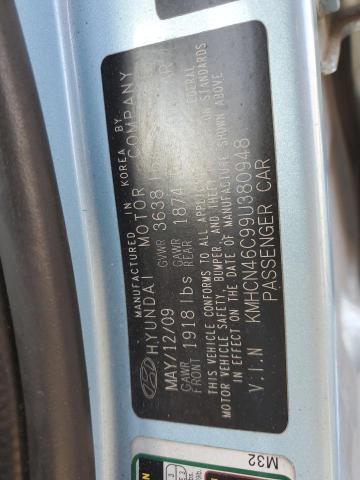 MANUFACTURED IN KOREA BY
HYUNDAI MOTOR COMPANY
MAY/12/09 GVWR 3638
GAWR FRONT 1918 lbs GAWR REAR 1874
THIS VEHICLE CONFORMS TO ALL APPLICABLE FEDERAL
MOTOR VEHICLE SAFETY, BUMPER, AND THEFT PREVENTION STANDARDS
IN EFFECT ON THE DATE OF MANUFACTURE SHOWN ABOVE
V.I.N KMHCN46C99U380948
PASSENGER CAR
M32